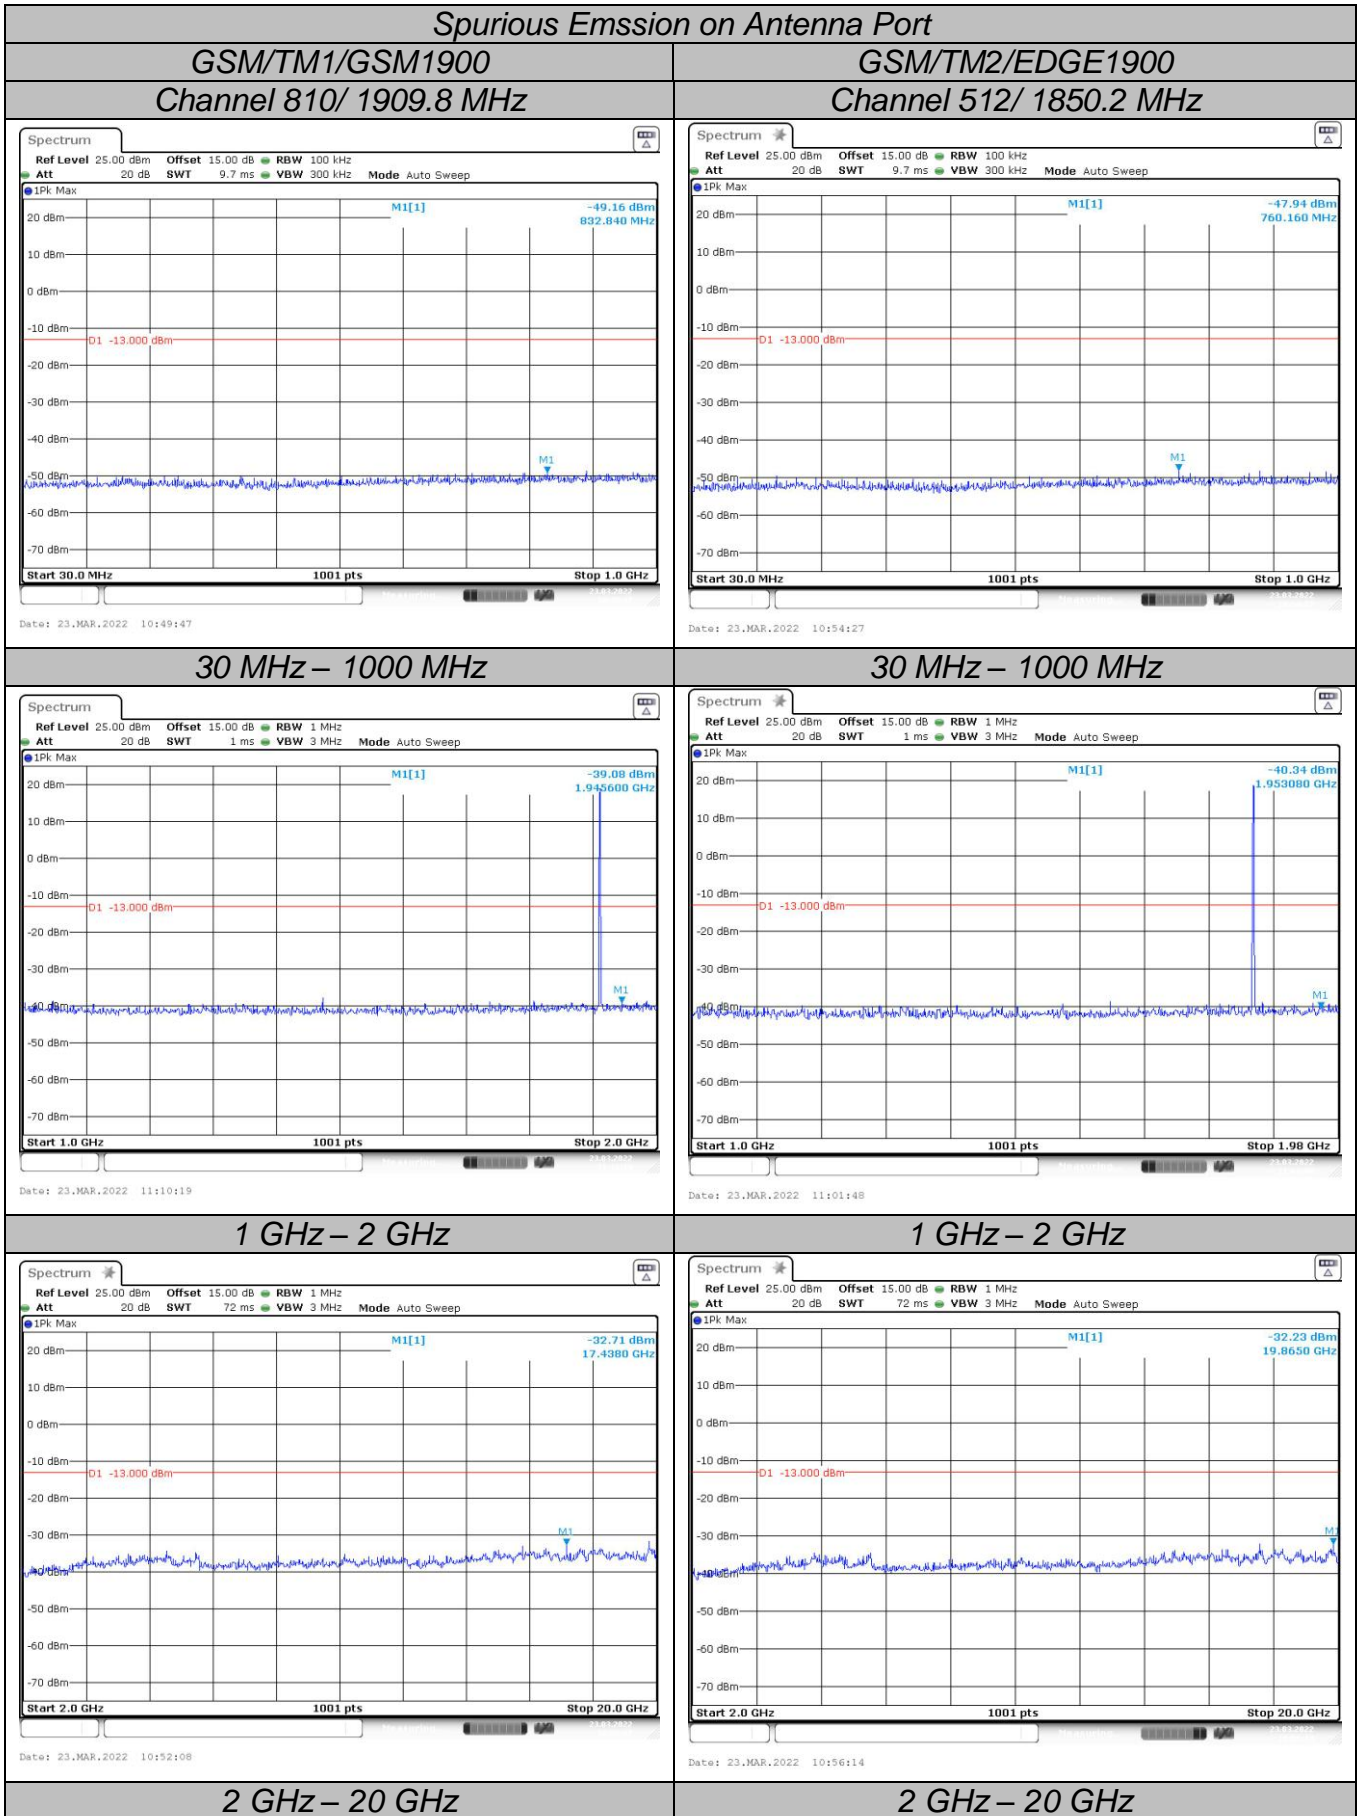 Spurious Emssion on Antenna Port
GSM/TM1/GSM1900
GSM/TM2/EDGE1900
Channel 810/ 1909.8 MHz
Channel 512/ 1850.2 MHz
Spectrum
Ref Level 25.00 dBm Offset 15.00 dB RBW 100 kHz
Att 20 dB SWT 9.7 ms VBW 300 kHz Mode Auto Sweep
1Pk Max
M1[1] -49.16 dBm
832.840 MHz
20 dBm
10 dBm
0 dBm
-10 dBm
D1 -13.000 dBm
-20 dBm
-30 dBm
-40 dBm
M1
-50 dBm
-60 dBm
-70 dBm
Start 30.0 MHz 1001 pts Stop 1.0 GHz
Date: 23.MAR.2022 10:49:47
Spectrum
Ref Level 25.00 dBm Offset 15.00 dB RBW 100 kHz
Att 20 dB SWT 9.7 ms VBW 300 kHz Mode Auto Sweep
1Pk Max
M1[1] -47.94 dBm
760.160 MHz
20 dBm
10 dBm
0 dBm
-10 dBm
D1 -13.000 dBm
-20 dBm
-30 dBm
-40 dBm
M1
-50 dBm
-60 dBm
-70 dBm
Start 30.0 MHz 1001 pts Stop 1.0 GHz
Date: 23.MAR.2022 10:54:27
30 MHz – 1000 MHz
30 MHz – 1000 MHz
Spectrum
Ref Level 25.00 dBm Offset 15.00 dB RBW 1 MHz
Att 20 dB SWT 1 ms VBW 3 MHz Mode Auto Sweep
1Pk Max
M1[1] -39.08 dBm
1.945600 GHz
20 dBm
10 dBm
0 dBm
-10 dBm
D1 -13.000 dBm
-20 dBm
-30 dBm
M1
-40 dBm
-50 dBm
-60 dBm
-70 dBm
Start 1.0 GHz 1001 pts Stop 2.0 GHz
Date: 23.MAR.2022 11:10:19
Spectrum
Ref Level 25.00 dBm Offset 15.00 dB RBW 1 MHz
Att 20 dB SWT 1 ms VBW 3 MHz Mode Auto Sweep
1Pk Max
M1[1] -40.34 dBm
1.953080 GHz
20 dBm
10 dBm
0 dBm
-10 dBm
D1 -13.000 dBm
-20 dBm
-30 dBm
M1
-40 dBm
-50 dBm
-60 dBm
-70 dBm
Start 1.0 GHz 1001 pts Stop 1.98 GHz
Date: 23.MAR.2022 11:01:48
1 GHz – 2 GHz
1 GHz – 2 GHz
Spectrum
Ref Level 25.00 dBm Offset 15.00 dB RBW 1 MHz
Att 20 dB SWT 72 ms VBW 3 MHz Mode Auto Sweep
1Pk Max
M1[1] -32.71 dBm
17.4380 GHz
20 dBm
10 dBm
0 dBm
-10 dBm
D1 -13.000 dBm
-20 dBm
-30 dBm
M1
-40 dBm
-50 dBm
-60 dBm
-70 dBm
Start 2.0 GHz 1001 pts Stop 20.0 GHz
Date: 23.MAR.2022 10:52:08
Spectrum
Ref Level 25.00 dBm Offset 15.00 dB RBW 1 MHz
Att 20 dB SWT 72 ms VBW 3 MHz Mode Auto Sweep
1Pk Max
M1[1] -32.23 dBm
19.8650 GHz
20 dBm
10 dBm
0 dBm
-10 dBm
D1 -13.000 dBm
-20 dBm
-30 dBm
M1
-40 dBm
-50 dBm
-60 dBm
-70 dBm
Start 2.0 GHz 1001 pts Stop 20.0 GHz
Date: 23.MAR.2022 10:56:14
2 GHz – 20 GHz
2 GHz – 20 GHz